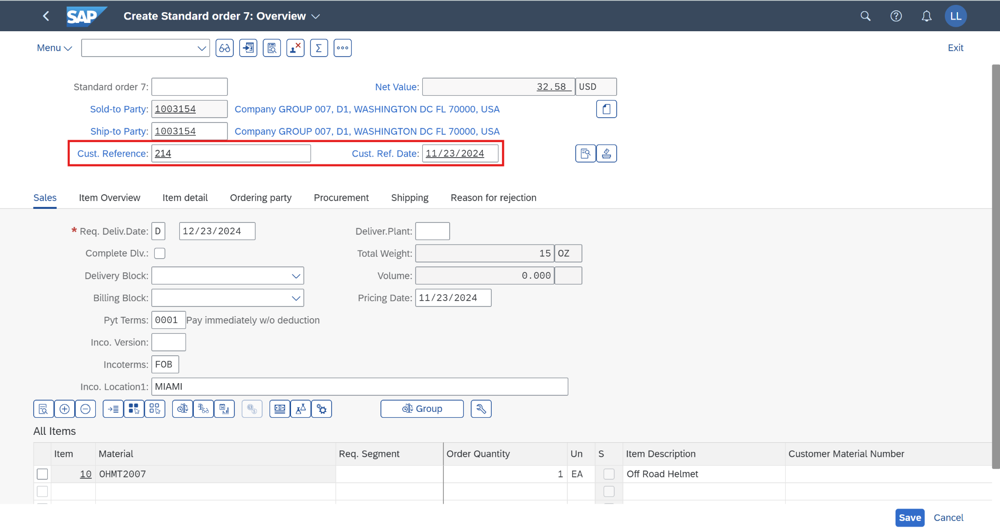 SAP Create Standard order 7: Overview LL
Menu Exit
Standard order 7: Net Value: 32.58 USD
Sold-to Party: 1003154 Company GROUP 007, D1, WASHINGTON DC FL 70000, USA
Ship-to Party: 1003154 Company GROUP 007, D1, WASHINGTON DC FL 70000, USA
Cust. Reference: 214 Cust. Ref. Date: 11/23/2024
Sales Item Overview Item detail Ordering party Procurement Shipping Reason for rejection
* Req. Deliv.Date: D 12/23/2024 Deliver.Plant:
Complete Dlv.: Total Weight: 15 OZ
Delivery Block: Volume: 0.000
Billing Block: Pricing Date: 11/23/2024
Pyt Terms: 0001 Pay immediately w/o deduction
Inco. Version:
Incoterms: FOB
Inco. Location1: MIAMI
Group
All Items
Item Material Req. Segment Order Quantity Un S Item Description Customer Material Number
10 OHMT2007 1 EA Off Road Helmet
Save Cancel